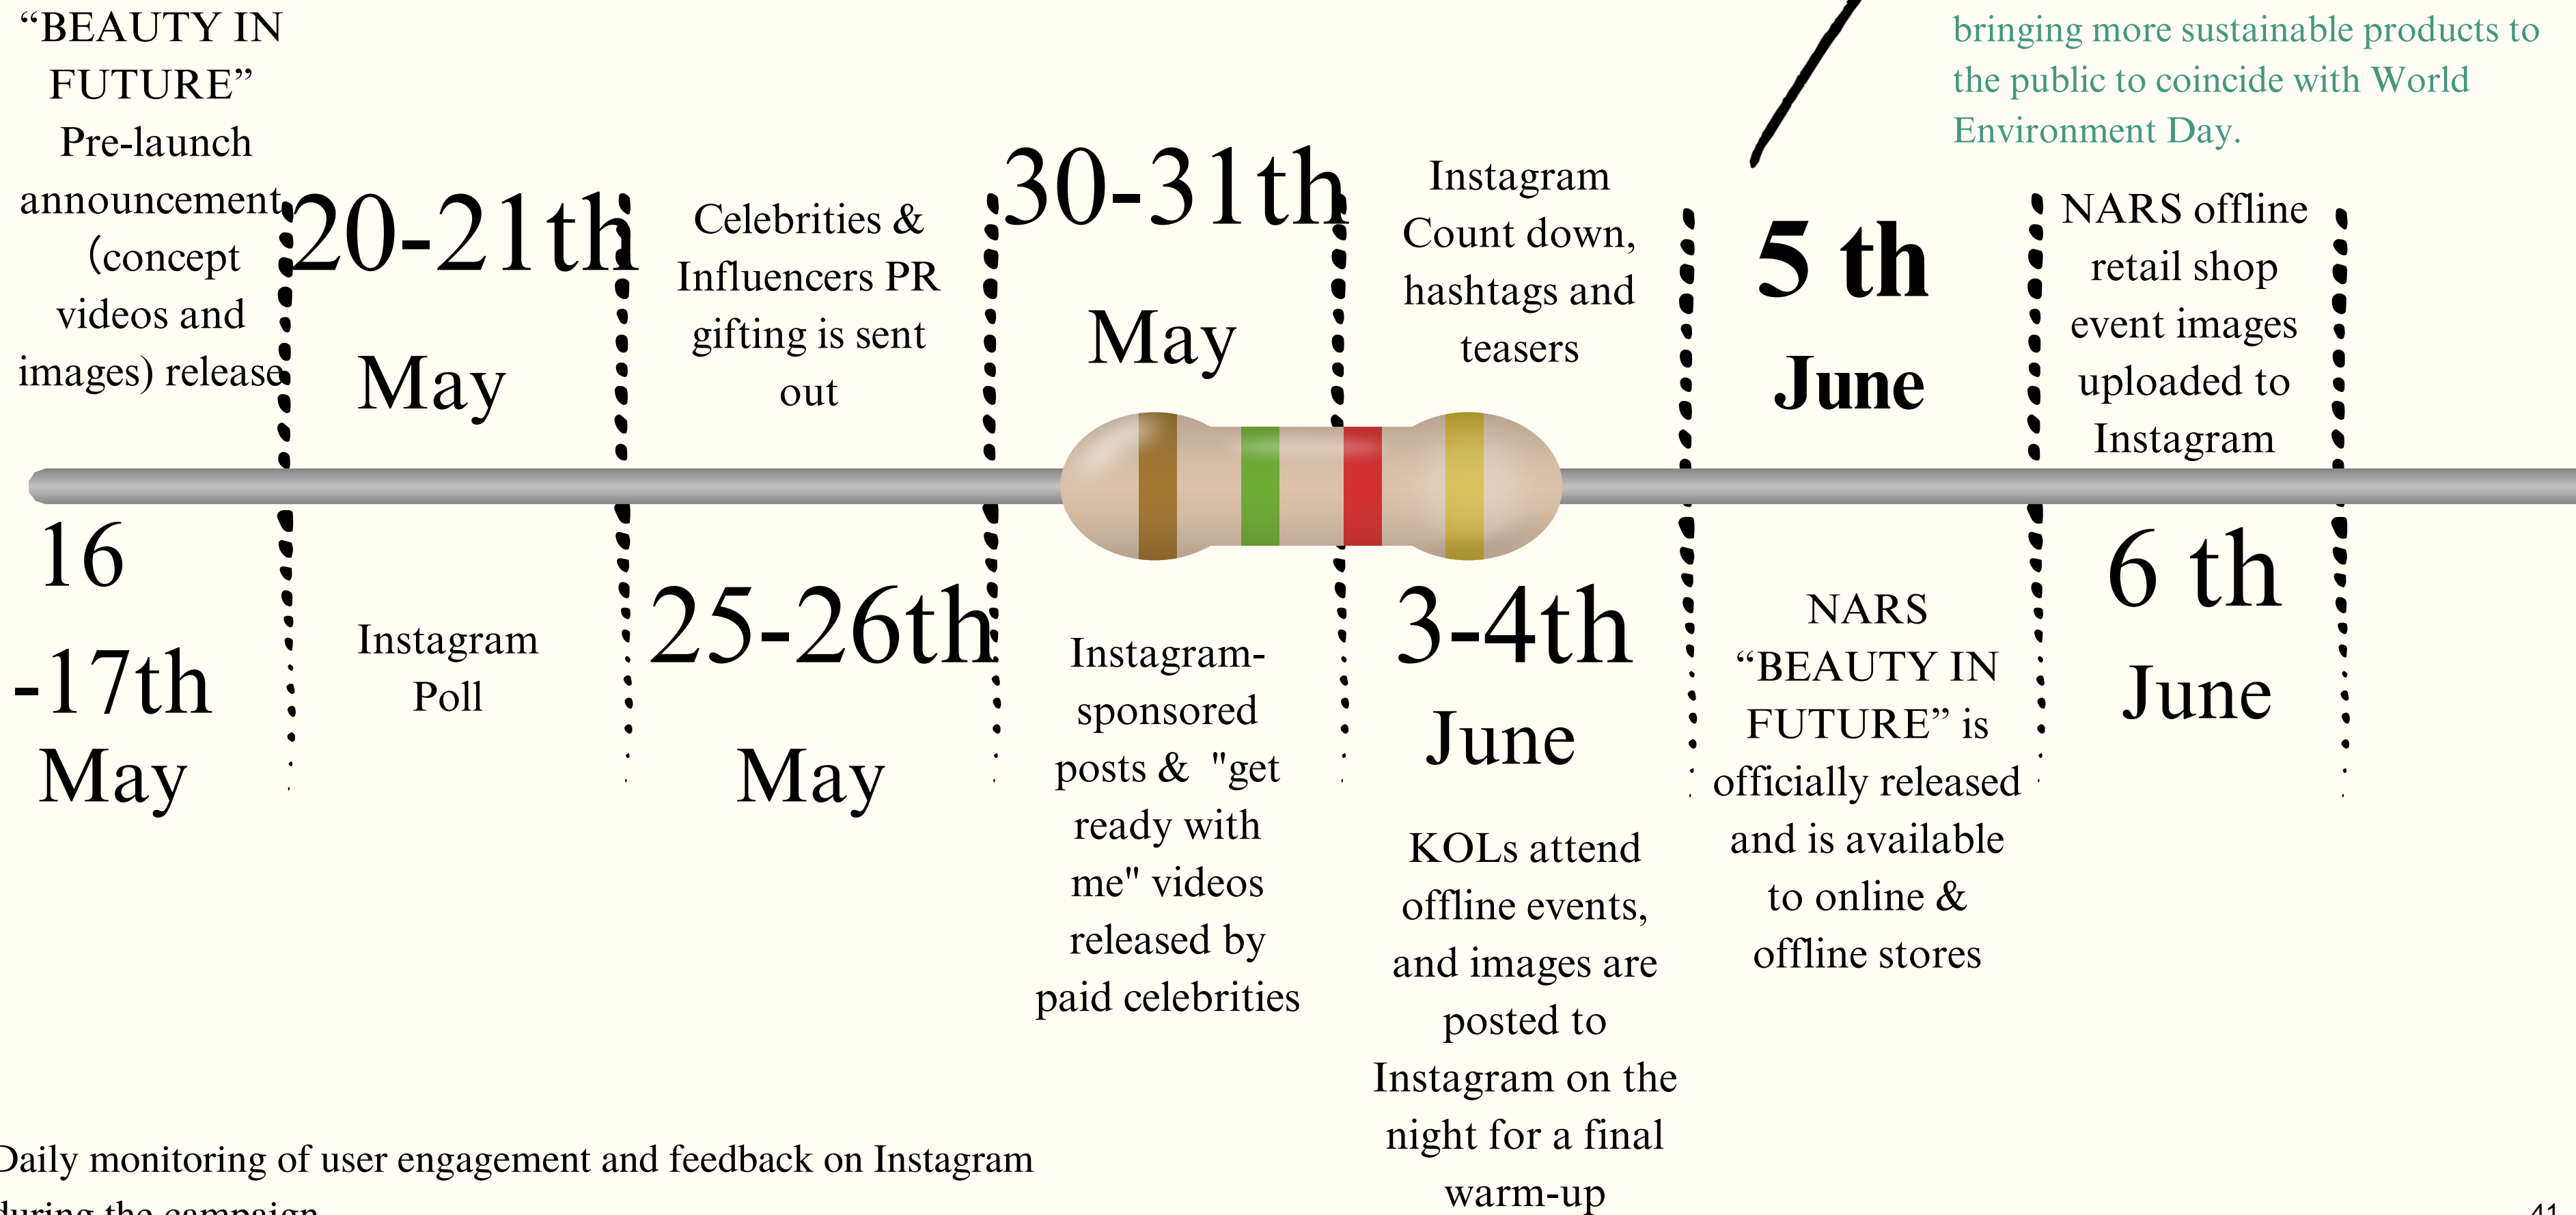 “BEAUTY IN
FUTURE”
Pre-launch
announcement
(concept
videos and
images) release
16
-17th
May
20-21th
May
Instagram
Poll
Celebrities &
Influencers PR
gifting is sent
out
25-26th
May
30-31th
May
Instagram-
sponsored
posts & "get
ready with
me" videos
released by
paid celebrities
Instagram
Count down,
hashtags and
teasers
3-4th
June
KOLs attend
offline events,
and images are
posted to
Instagram on the
night for a final
warm-up
bringing more sustainable products to
the public to coincide with World
Environment Day.
5 th
June
NARS
“BEAUTY IN
FUTURE” is
officially released
and is available
to online &
offline stores
NARS offline
retail shop
event images
uploaded to
Instagram
6 th
June
Daily monitoring of user engagement and feedback on Instagram
during the campaign
41